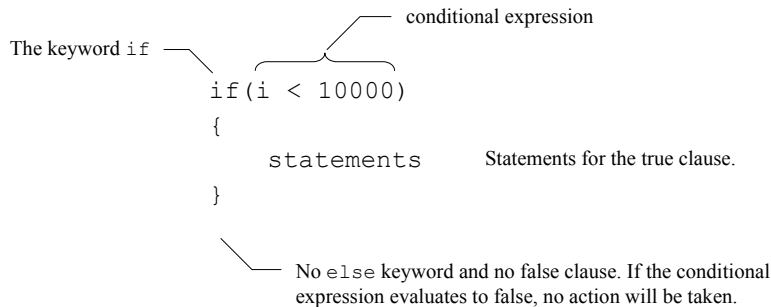 conditional expression
The keyword if
if(i < 10000)
{
statements Statements for the true clause.
}
No else keyword and no false clause. If the conditional
expression evaluates to false, no action will be taken.